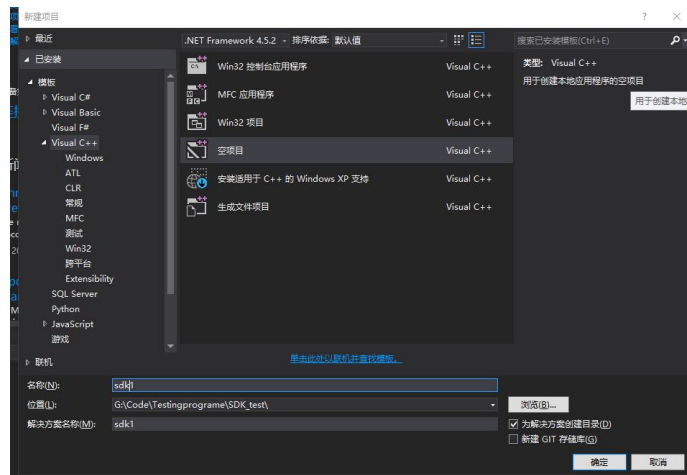 新建项目 ? ×
最近
.NET Framework 4.5.2 排序依据: 默认值
搜索已安装模板(Ctrl+E)
已安装
模板
Visual C#
Visual Basic
Visual F#
Visual C++
Windows
ATL
CLR
常规
MFC
测试
Win32
跨平台
Extensibility
SQL Server
Python
JavaScript
游戏
联机
Win32 控制台应用程序 Visual C++
MFC 应用程序 Visual C++
Win32 项目 Visual C++
空项目 Visual C++
安装适用于 C++ 的 Windows XP 支持 Visual C++
生成文件项目 Visual C++
单击此处以联机并查找模板。
类型: Visual C++
用于创建本地应用程序的空项目
用于创建本地
名称(N): sdk1
位置(L): G:\Code\Testingprograme\SDK_test\ 浏览(B)...
解决方案名称(M): sdk1
为解决方案创建目录(D)
新建 GIT 存储库(G)
确定 取消